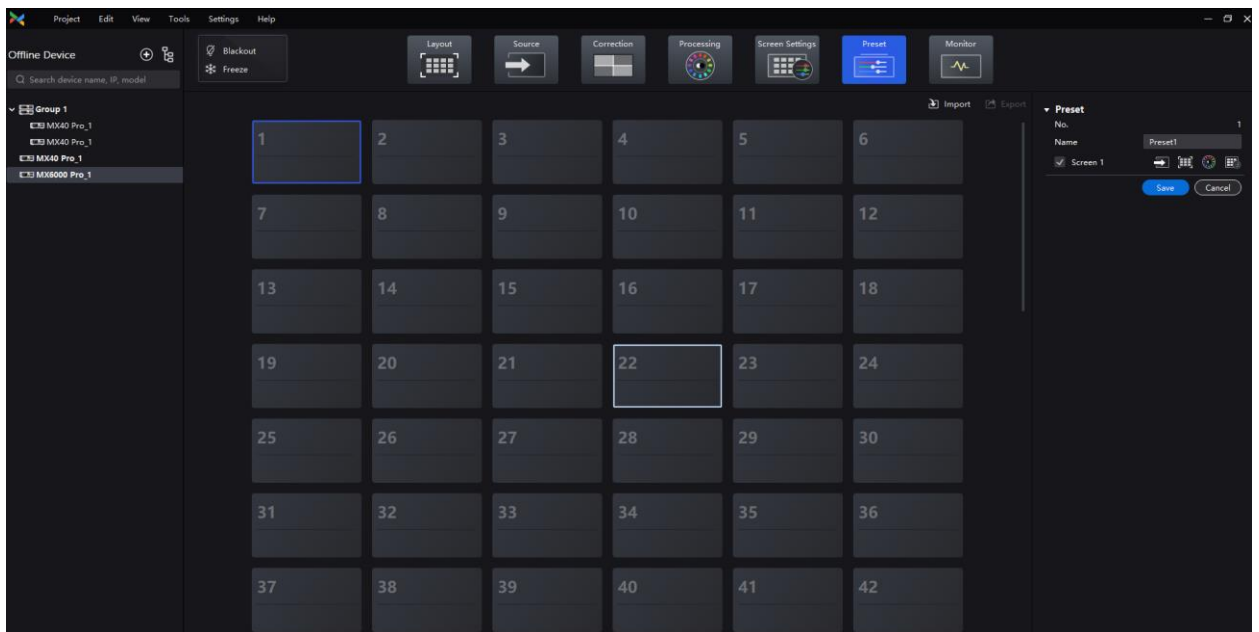 Project Edit View Tools Settings Help
Offline Device
Search device name, IP, model
Group 1
MX40 Pro_1
MX40 Pro_1
MX40 Pro_1
MX6000 Pro_1
Blackout
Freeze
Layout Source Correction Processing Screen Settings Preset Monitor
Import Export
1 2 3 4 5 6
7 8 9 10 11 12
13 14 15 16 17 18
19 20 21 22 23 24
25 26 27 28 29 30
31 32 33 34 35 36
37 38 39 40 41 42
Preset
No. 1
Name Preset1
Screen 1
Save Cancel